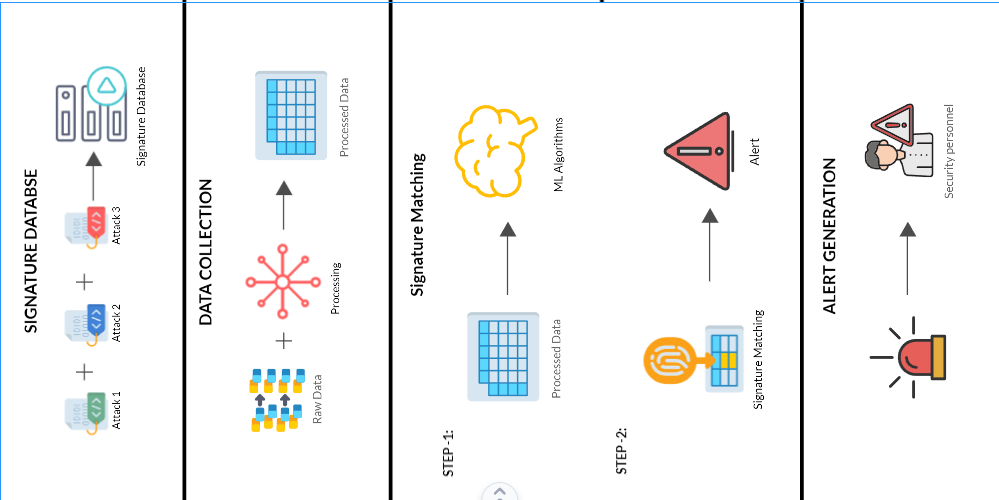 SIGNATURE DATABSE
Attack 1
+
Attack 2
+
Attack 3
Signature Database
DATA COLLECTION
Raw Data
+
Processing
Processed Data
Signature Matching
STEP -1:
Processed Data
ML Algorithms
STEP -2:
Signature Matching
Alert
ALERT GENERATION
Security personnel